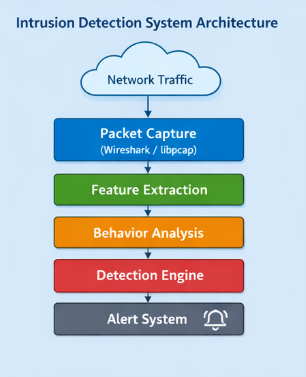 Intrusion Detection System Architecture
Network Traffic
Packet Capture
(Wireshark / libpcap)
Feature Extraction
Behavior Analysis
Detection Engine
Alert System